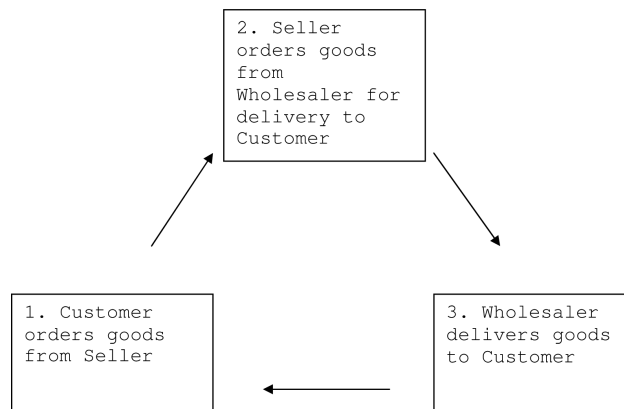 2. Seller
orders goods
from
Wholesaler for
delivery to
Customer
1. Customer
orders goods
from Seller
3. Wholesaler
delivers goods
to Customer